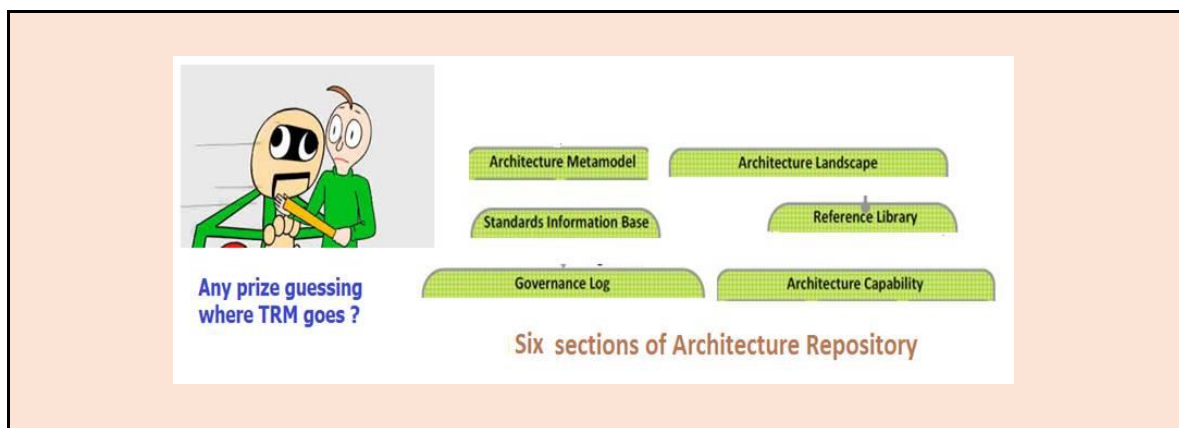 Architecture Metamodel
Architecture Landscape
Standards Information Base
Reference Library
Governance Log
Architecture Capability
Any prize guessing
where TRM goes ?
Six sections of Architecture Repository